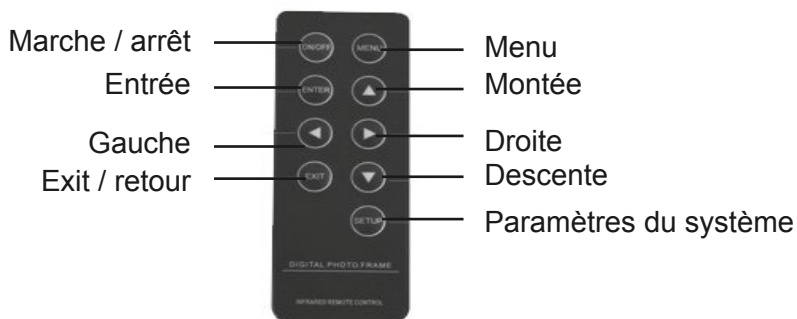 Marche / arrêt ON/OFF MENU Menu
Entrée ENTER Montée
Gauche Droite
Exit / retour EXIT Descente
SETUP Paramètres du système
DIGITAL PHOTO FRAME
INFRARED REMOTE CONTROL